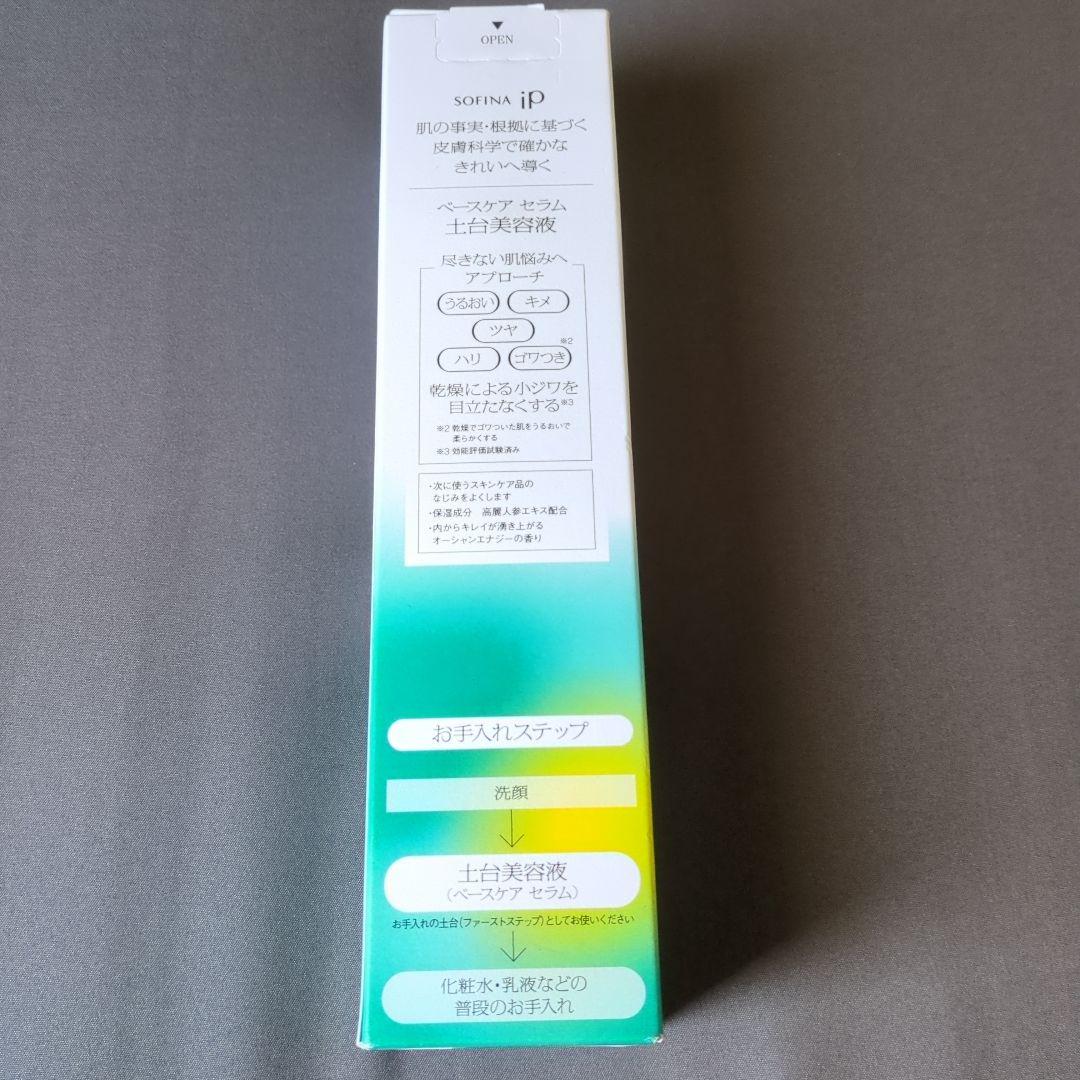 ▼
OPEN
SOFINA iP
肌の事実・根拠に基づく
皮膚科学で確かな
きれいへ導く
ベースケア セラム
土台美容液
尽きない肌悩みへ
アプローチ
うるおい キメ
ツヤ
ハリ ゴワつき※2
乾燥による小ジワを
目立たなくする※3
※2 乾燥でゴワついた肌をうるおいで
柔らかくする
※3 効能評価試験済み
・次に使うスキンケア品の
なじみをよくします
・保湿成分 高麗人参エキス配合
・内からキレイが湧き上がる
オーシャンエナジーの香り
お手入れステップ
洗顔
土台美容液
(ベースケア セラム)
お手入れの土台(ファーストステップ)としてお使いください
化粧水・乳液などの
普段のお手入れ